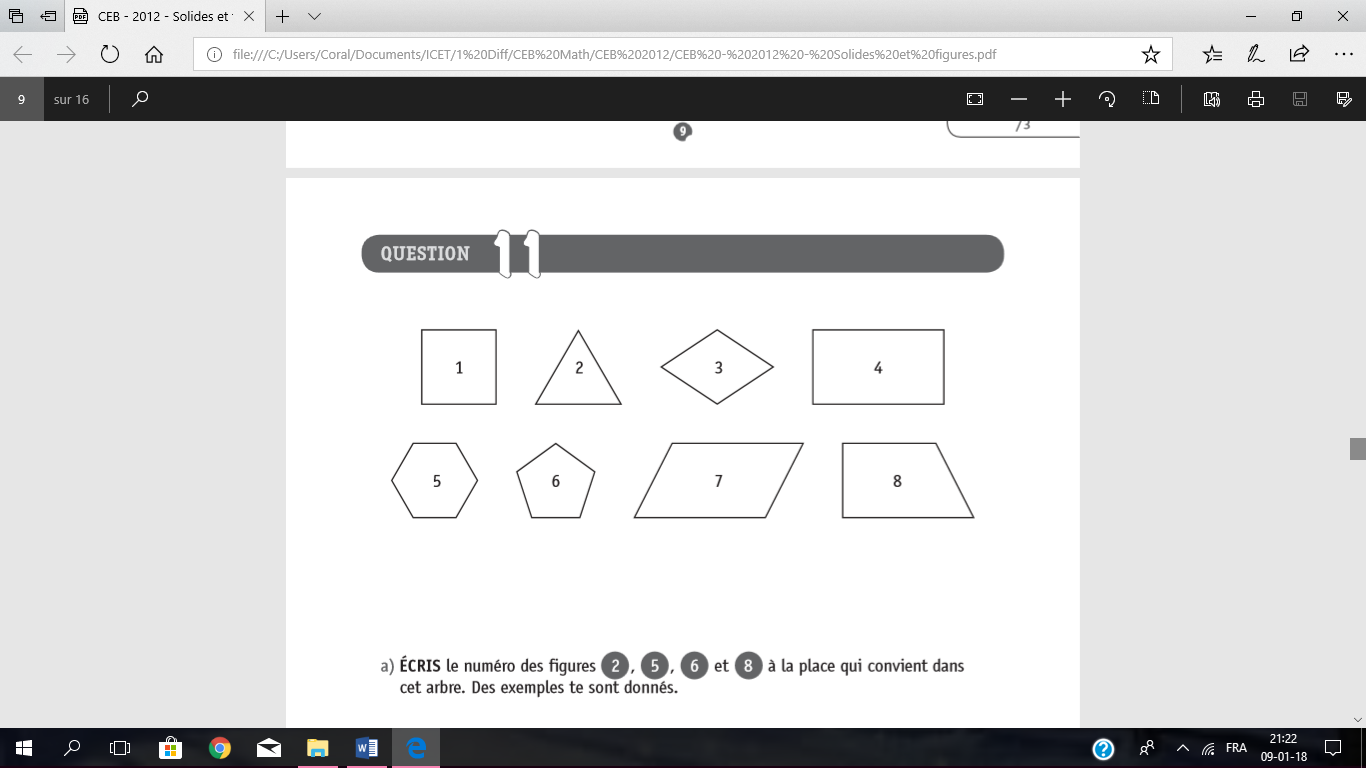 CEB - 2012 - Solides et
file:///C:/Users/Coral/Documents/ICET/1%20Diff/CEB%20Math/CEB%202012/CEB%20-%202012%20-%20Solides%20et%20figures.pdf
9 sur 16
9
/3
QUESTION 11
1 2 3 4
5 6 7 8
a) ÉCRIS le numéro des figures 2, 5, 6 et 8 à la place qui convient dans
cet arbre. Des exemples te sont donnés.
FRA
21:22
09-01-18